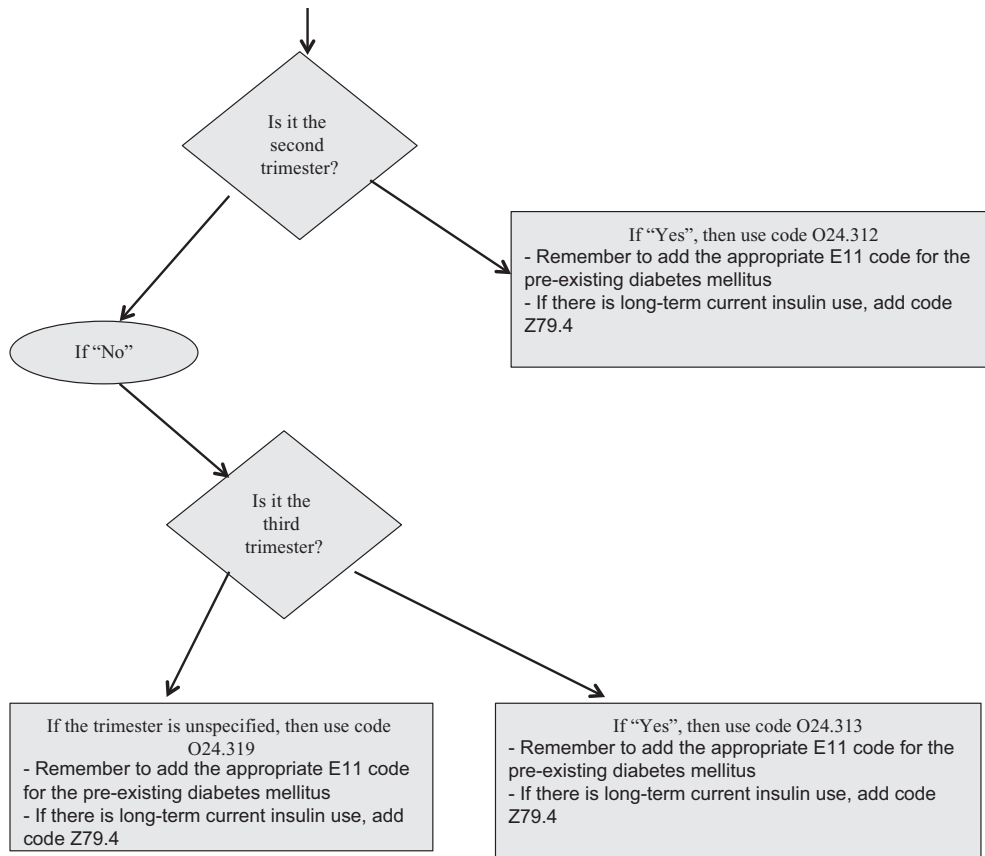 Is it the
second
trimester?
If “Yes”, then use code O24.312
- Remember to add the appropriate E11 code for the
pre-existing diabetes mellitus
- If there is long-term current insulin use, add code
Z79.4
If “No”
Is it the
third
trimester?
If the trimester is unspecified, then use code
O24.319
- Remember to add the appropriate E11 code
for the pre-existing diabetes mellitus
- If there is long-term current insulin use, add
code Z79.4
If “Yes”, then use code O24.313
- Remember to add the appropriate E11 code for the
pre-existing diabetes mellitus
- If there is long-term current insulin use, add code
Z79.4